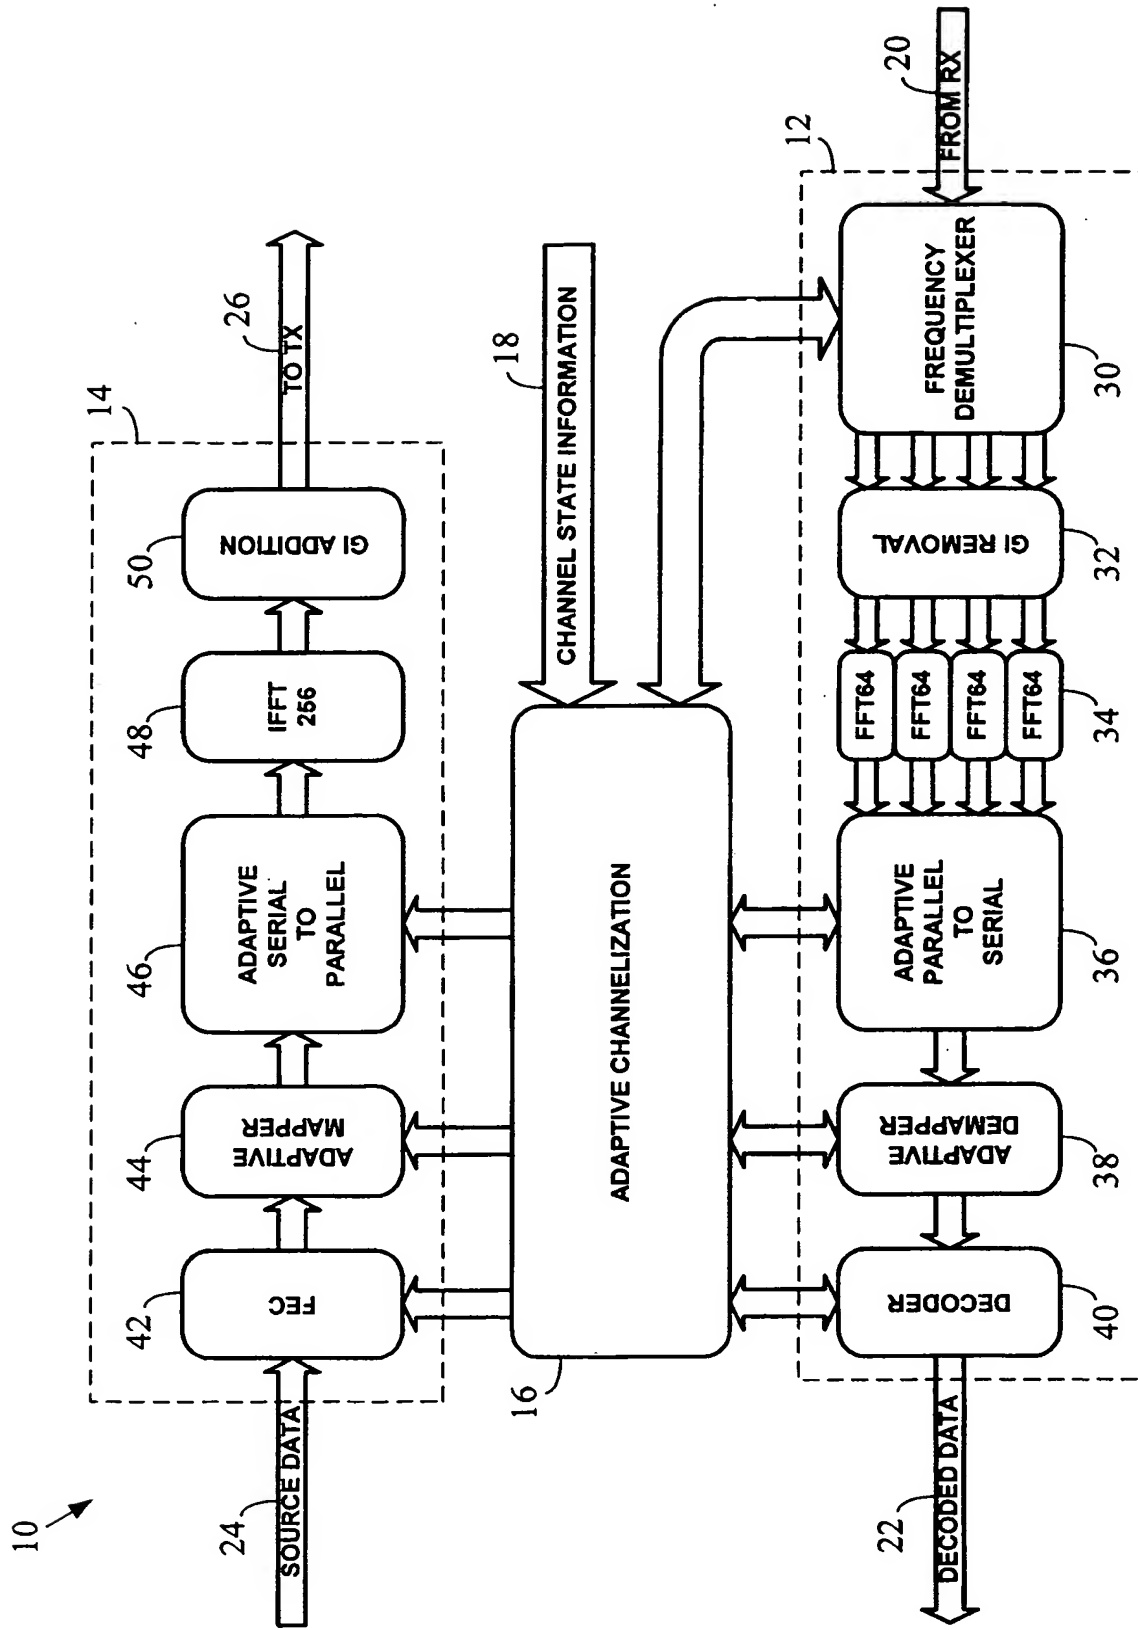 10
24
SOURCE DATA
14
42
FEC
44
ADAPTIVE
MAPPER
46
ADAPTIVE
SERIAL
TO
PARALLEL
48
IFFT
256
50
GI ADDITION
26
TO TX
16
ADAPTIVE CHANNELIZATION
18
CHANNEL STATE INFORMATION
22
DECODED DATA
12
DECODER
40
ADAPTIVE
DEMAPPER
38
ADAPTIVE
PARALLEL
TO
SERIAL
36
FFT64
FFT64
FFT64
FFT64
34
GI REMOVAL
32
FREQUENCY
DEMULTIPLEXER
30
20
FROM RX